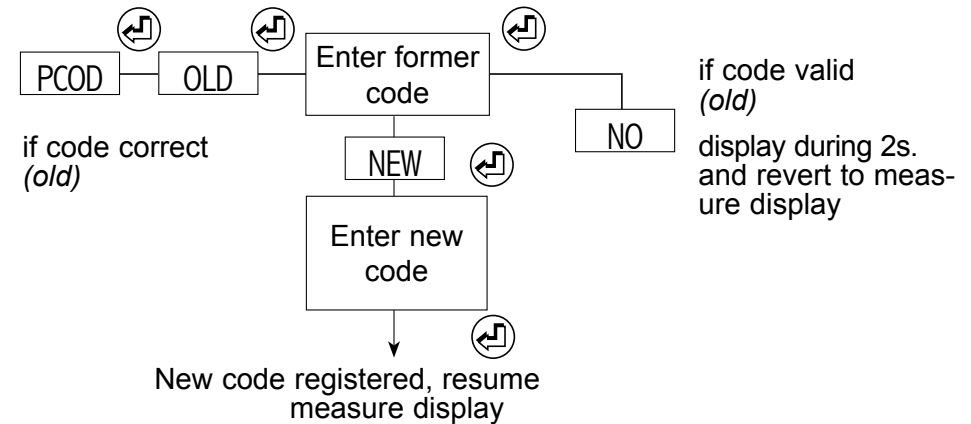 PCOD
OLD
Enter former
code
if code correct
(old)
NEW
NO
if code valid
(old)
display during 2s.
and revert to meas-
ure display
Enter new
code
New code registered, resume
measure display